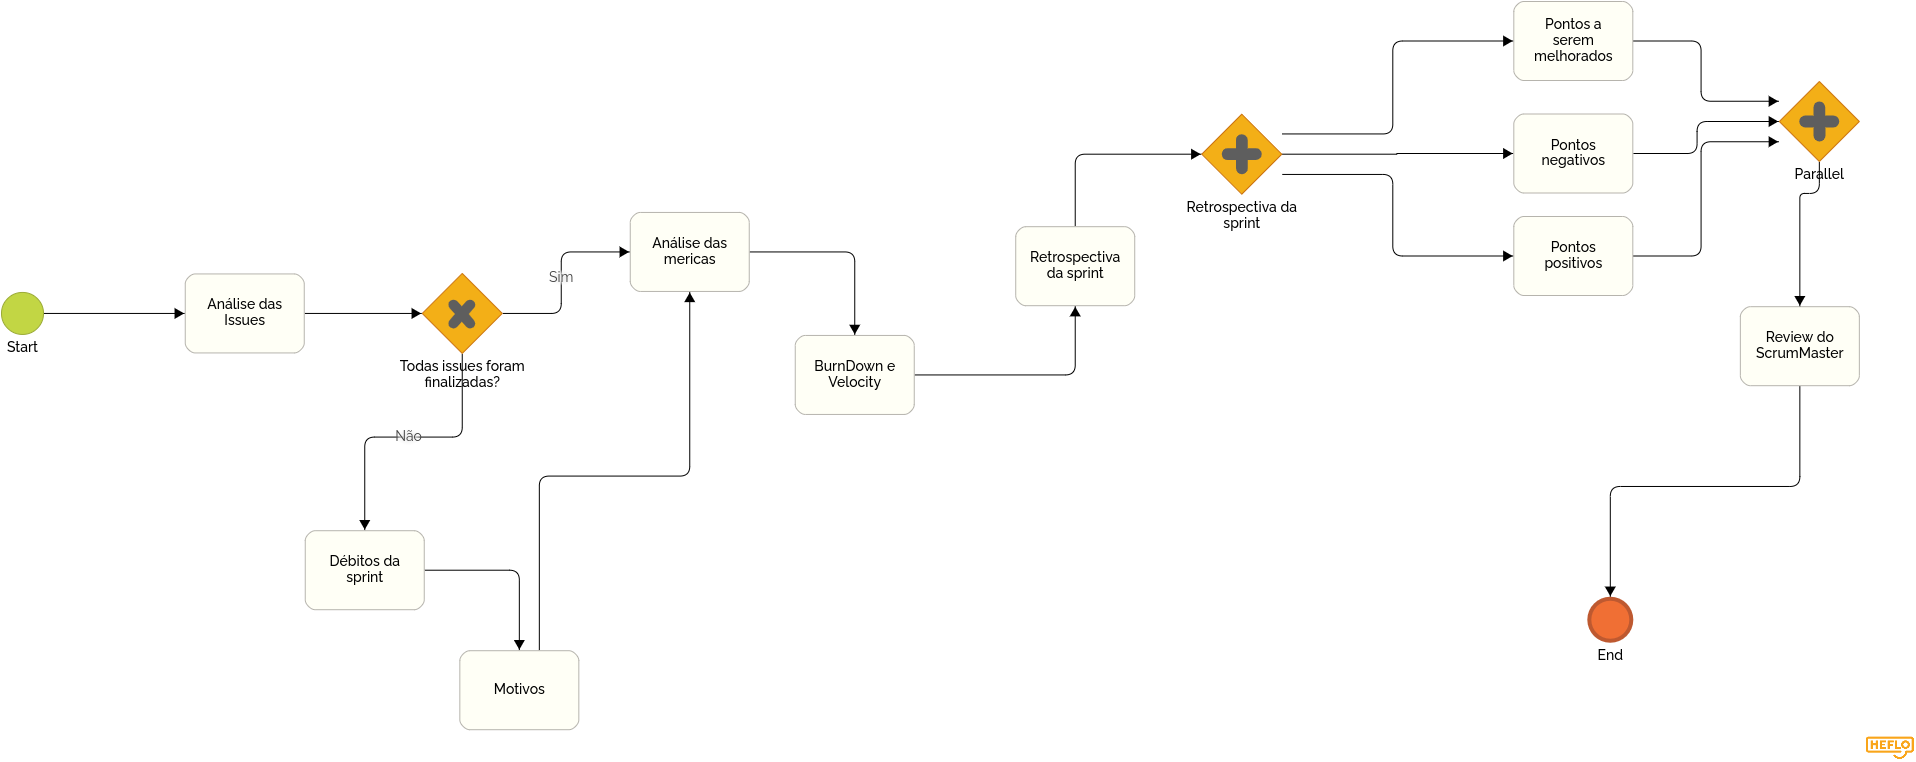 Start
Análise das
Issues
Todas issues foram
finalizadas?
Sim
Não
Débitos da
sprint
Motivos
Análise das
mericas
BurnDown e
Velocity
Retrospectiva
da sprint
Retrospectiva da
sprint
Pontos a
serem
melhorados
Pontos
negativos
Pontos
positivos
Parallel
Review do
ScrumMaster
End
HEFLO